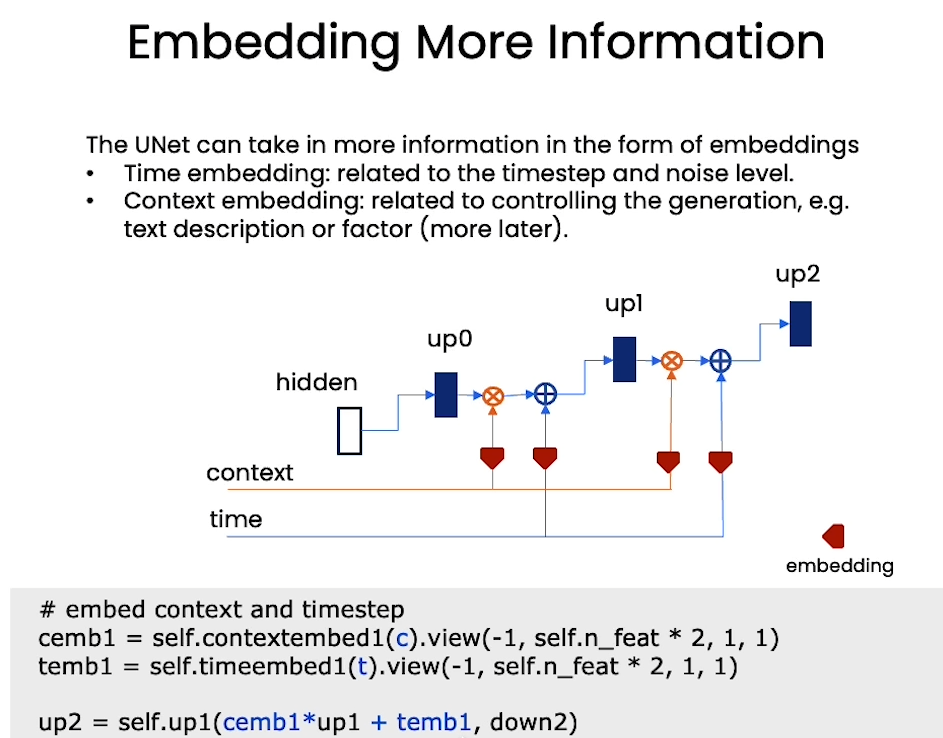 Embedding More Information
The UNet can take in more information in the form of embeddings
• Time embedding: related to the timestep and noise level.
• Context embedding: related to controlling the generation, e.g.
text description or factor (more later).
up2
up1
up0
hidden
context
time
embedding
# embed context and timestep
cemb1 = self.contextembed1(c).view(-1, self.n_feat * 2, 1, 1)
temb1 = self.timeembed1(t).view(-1, self.n_feat * 2, 1, 1)
up2 = self.up1(cemb1*up1 + temb1, down2)